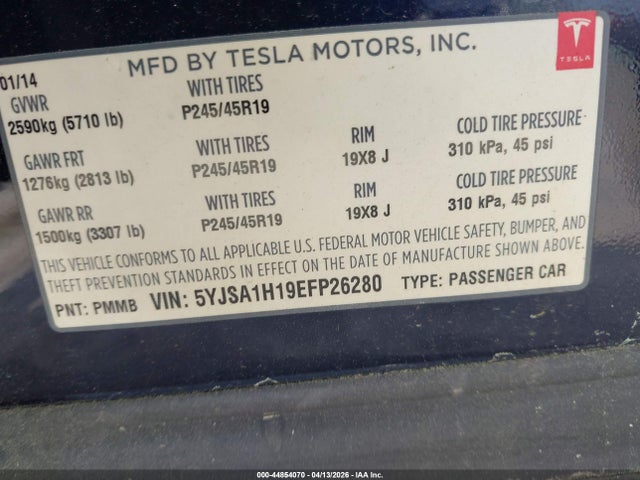 MFD BY TESLA MOTORS, INC.
TESLA
01/14
GVWR
2590kg (5710 lb)
WITH TIRES
P245/45R19
GAWR FRT
1276kg (2813 lb)
WITH TIRES
P245/45R19
RIM
19X8 J
COLD TIRE PRESSURE
310 kPa, 45 psi
GAWR RR
1500kg (3307 lb)
WITH TIRES
P245/45R19
RIM
19X8 J
COLD TIRE PRESSURE
310 kPa, 45 psi
THIS VEHICLE CONFORMS TO ALL APPLICABLE U.S. FEDERAL MOTOR VEHICLE SAFETY, BUMPER, AND
THEFT PREVENTION STANDARDS IN EFFECT ON THE DATE OF MANUFACTURE SHOWN ABOVE.
PNT: PMMB VIN: 5YJSA1H19EFP26280 TYPE: PASSENGER CAR
000-44854070 | 04/13/2026 | IAA Inc.